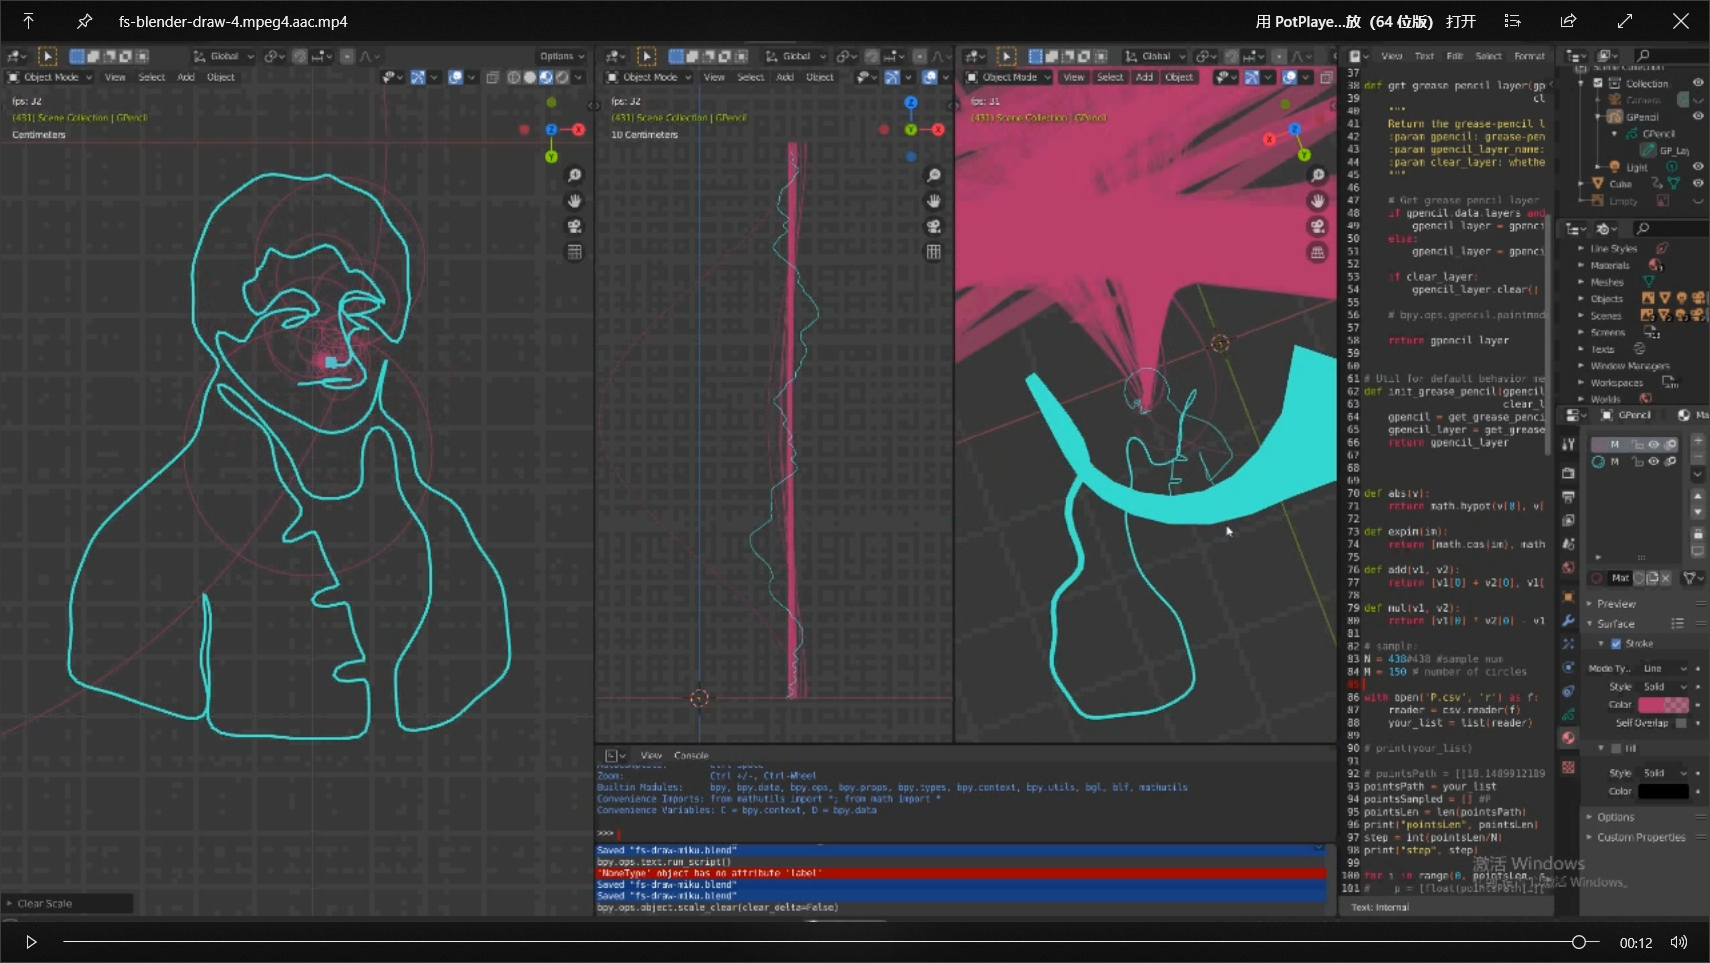 fs-blender-draw-4.mpeg4.aac.mp4
用 PotPlaye...放（64 位版) 打开
Global
Options
Object Mode View Select Add Object
fps: 32
(431) Scene Collection | GPencil
Centimeters
Clear Scale
Global
Object Mode View Select Add Object
fps: 32
(431) Scene Collection | GPencil
10 Centimeters
Global
Object Mode View Select Add Object
fps: 31
(431) Scene Collection | GPencil
View Console
Zoom: Ctrl +/-, Ctrl-Wheel
Builtin Modules: bpy, bpy.data, bpy.ops, bpy.props, bpy.types, bpy.context, bpy.utils, bgl, blf, mathutils
Convenience Imports: from mathutils import *; from math import *
Convenience Variables: C = bpy.context, D = bpy.data
>>>
Saved "fs-draw-miku.blend"
bpy.ops.text.run_script()
'NoneType' object has no attribute 'label'
Saved "fs-draw-miku.blend"
Saved "fs-draw-miku.blend"
bpy.ops.object.scale_clear(clear_delta=False)
View Text Edit Select Format
37
38 def get_grease_pencil_layer(gp
39 cl
40 """
41 Return the grease-pencil l
42 :param gpencil: grease-pen
43 :param gpencil_layer_name:
44 :param clear_layer: whethe
45 """
46
47 # Get grease pencil layer
48 if gpencil.data.layers and
49 gpencil_layer = gpenci
50 else:
51 gpencil_layer = gpenci
52
53 if clear_layer:
54 gpencil_layer.clear()
55
56 # bpy.ops.gpencil.paintmod
57
58 return gpencil_layer
59
60
61 # Util for default behavior me
62 def init_grease_pencil(gpencil
63 clear_l
64 gpencil = get_grease_penci
65 gpencil_layer = get_grease
66 return gpencil_layer
67
68
69
70 def abs(v):
71 return math.hypot(v[0], v[
72
73 def expim(im):
74 return [math.cos(im), math
75
76 def add(v1, v2):
77 return [v1[0] + v2[0], v1[
78
79 def mul(v1, v2):
80 return [v1[0] * v2[0] - v1
81
82 # sample:
83 N = 438#438 #sample num
84 M = 150 # number of circles
85
86 with open('P.csv', 'r') as f:
87 reader = csv.reader(f)
88 your_list = list(reader)
89
90 # print(your_list)
91
92 # pointsPath = [[18.1489912189
93 pointsPath = your_list
94 pointsSampled = [] #P
95 pointsLen = len(pointsPath)
96 print("pointsLen", pointsLen)
97 step = int(pointsLen/N)
98 print("step", step)
99
100 for i in range(0, pointsLen, s
101 # p = [float(pointsPath[i][
Text: Internal
Collection
Camera
GPencil
GPencil
GP_Lay
Light
Cube
Empty
Line Styles
Materials
Meshes
Objects
Scenes
Screens
Texts
Window Managers
Workspaces
Worlds
GPencil Ma
M
M
Mat
Preview
Surface
Stroke
Mode Ty.. Line
Style Solid
Color
Self Overlap
Fill
Style Solid
Color
Options
Custom Properties
激活 Windows
00:12